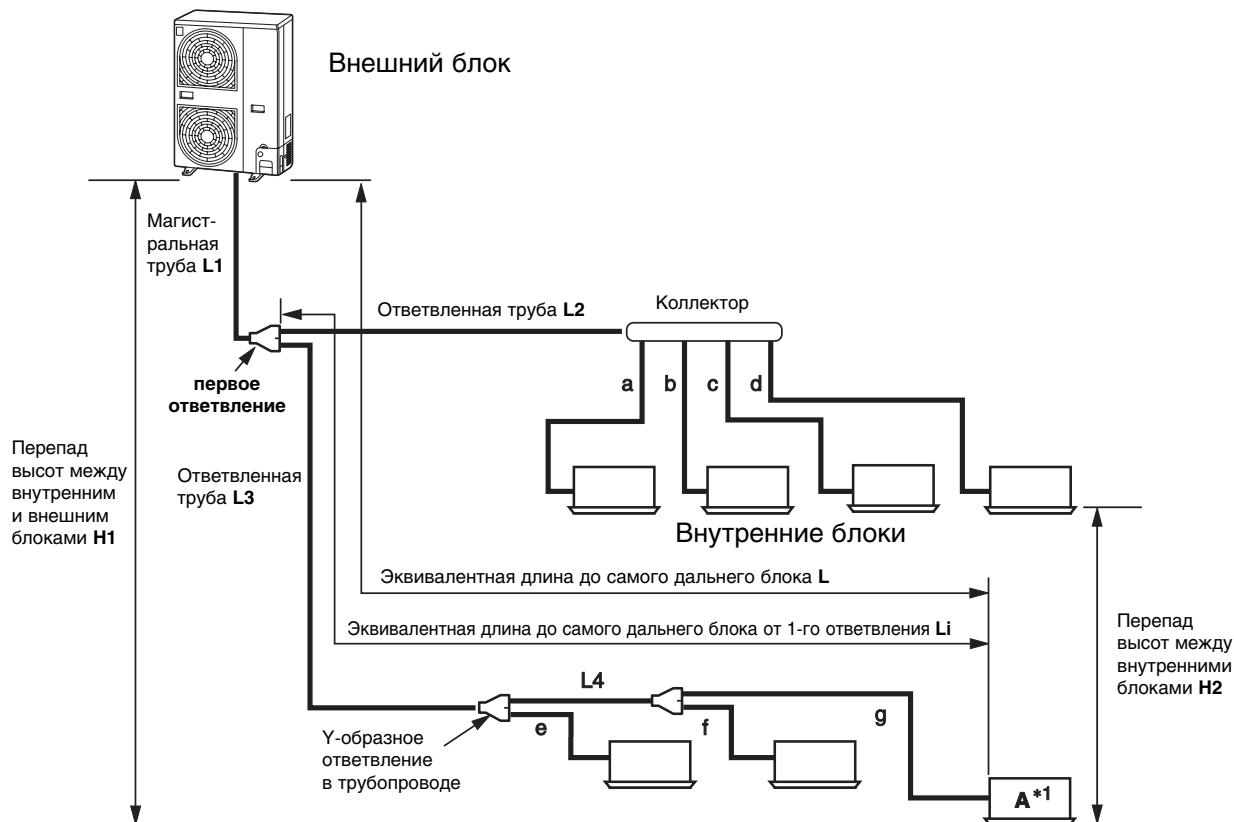 Внешний блок
Магист-
ральная
труба L1
Ответвленная труба L2
Коллектор
первое
ответвление
a
b
c
d
Перепад
высот между
внутренним
и внешним
блоками H1
Ответвленная
труба L3
Внутренние блоки
Эквивалентная длина до самого дальнего блока L
Эквивалентная длина до самого дальнего блока от 1-го ответвления Li
Перепад
высот между
внутренними
блоками H2
L4
e
f
g
Y-образное
ответвление
в трубопроводе
A*1